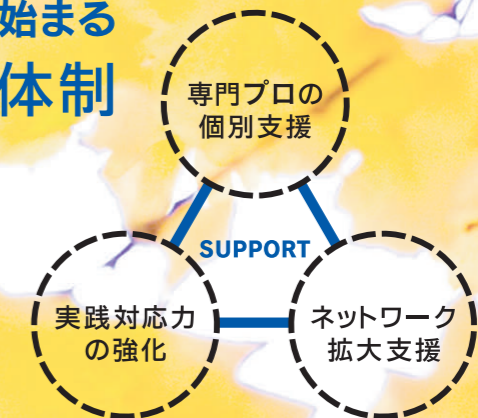 始まる
体制
専門プロの
個別支援
SUPPORT
実践対応力
の強化
ネットワーク
拡大支援